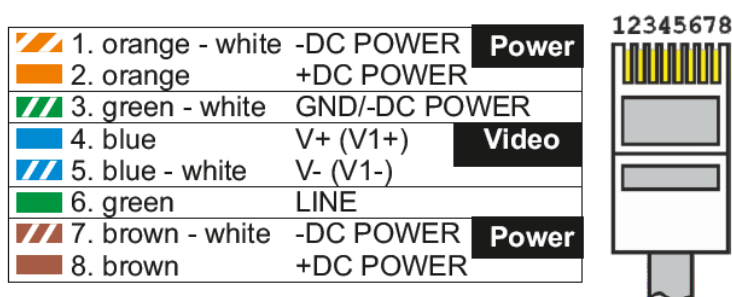 1. orange - white -DC POWER Power
2. orange +DC POWER
3. green - white GND/-DC POWER
4. blue V+ (V1+) Video
5. blue - white V- (V1-)
6. green LINE
7. brown - white -DC POWER Power
8. brown +DC POWER
12345678